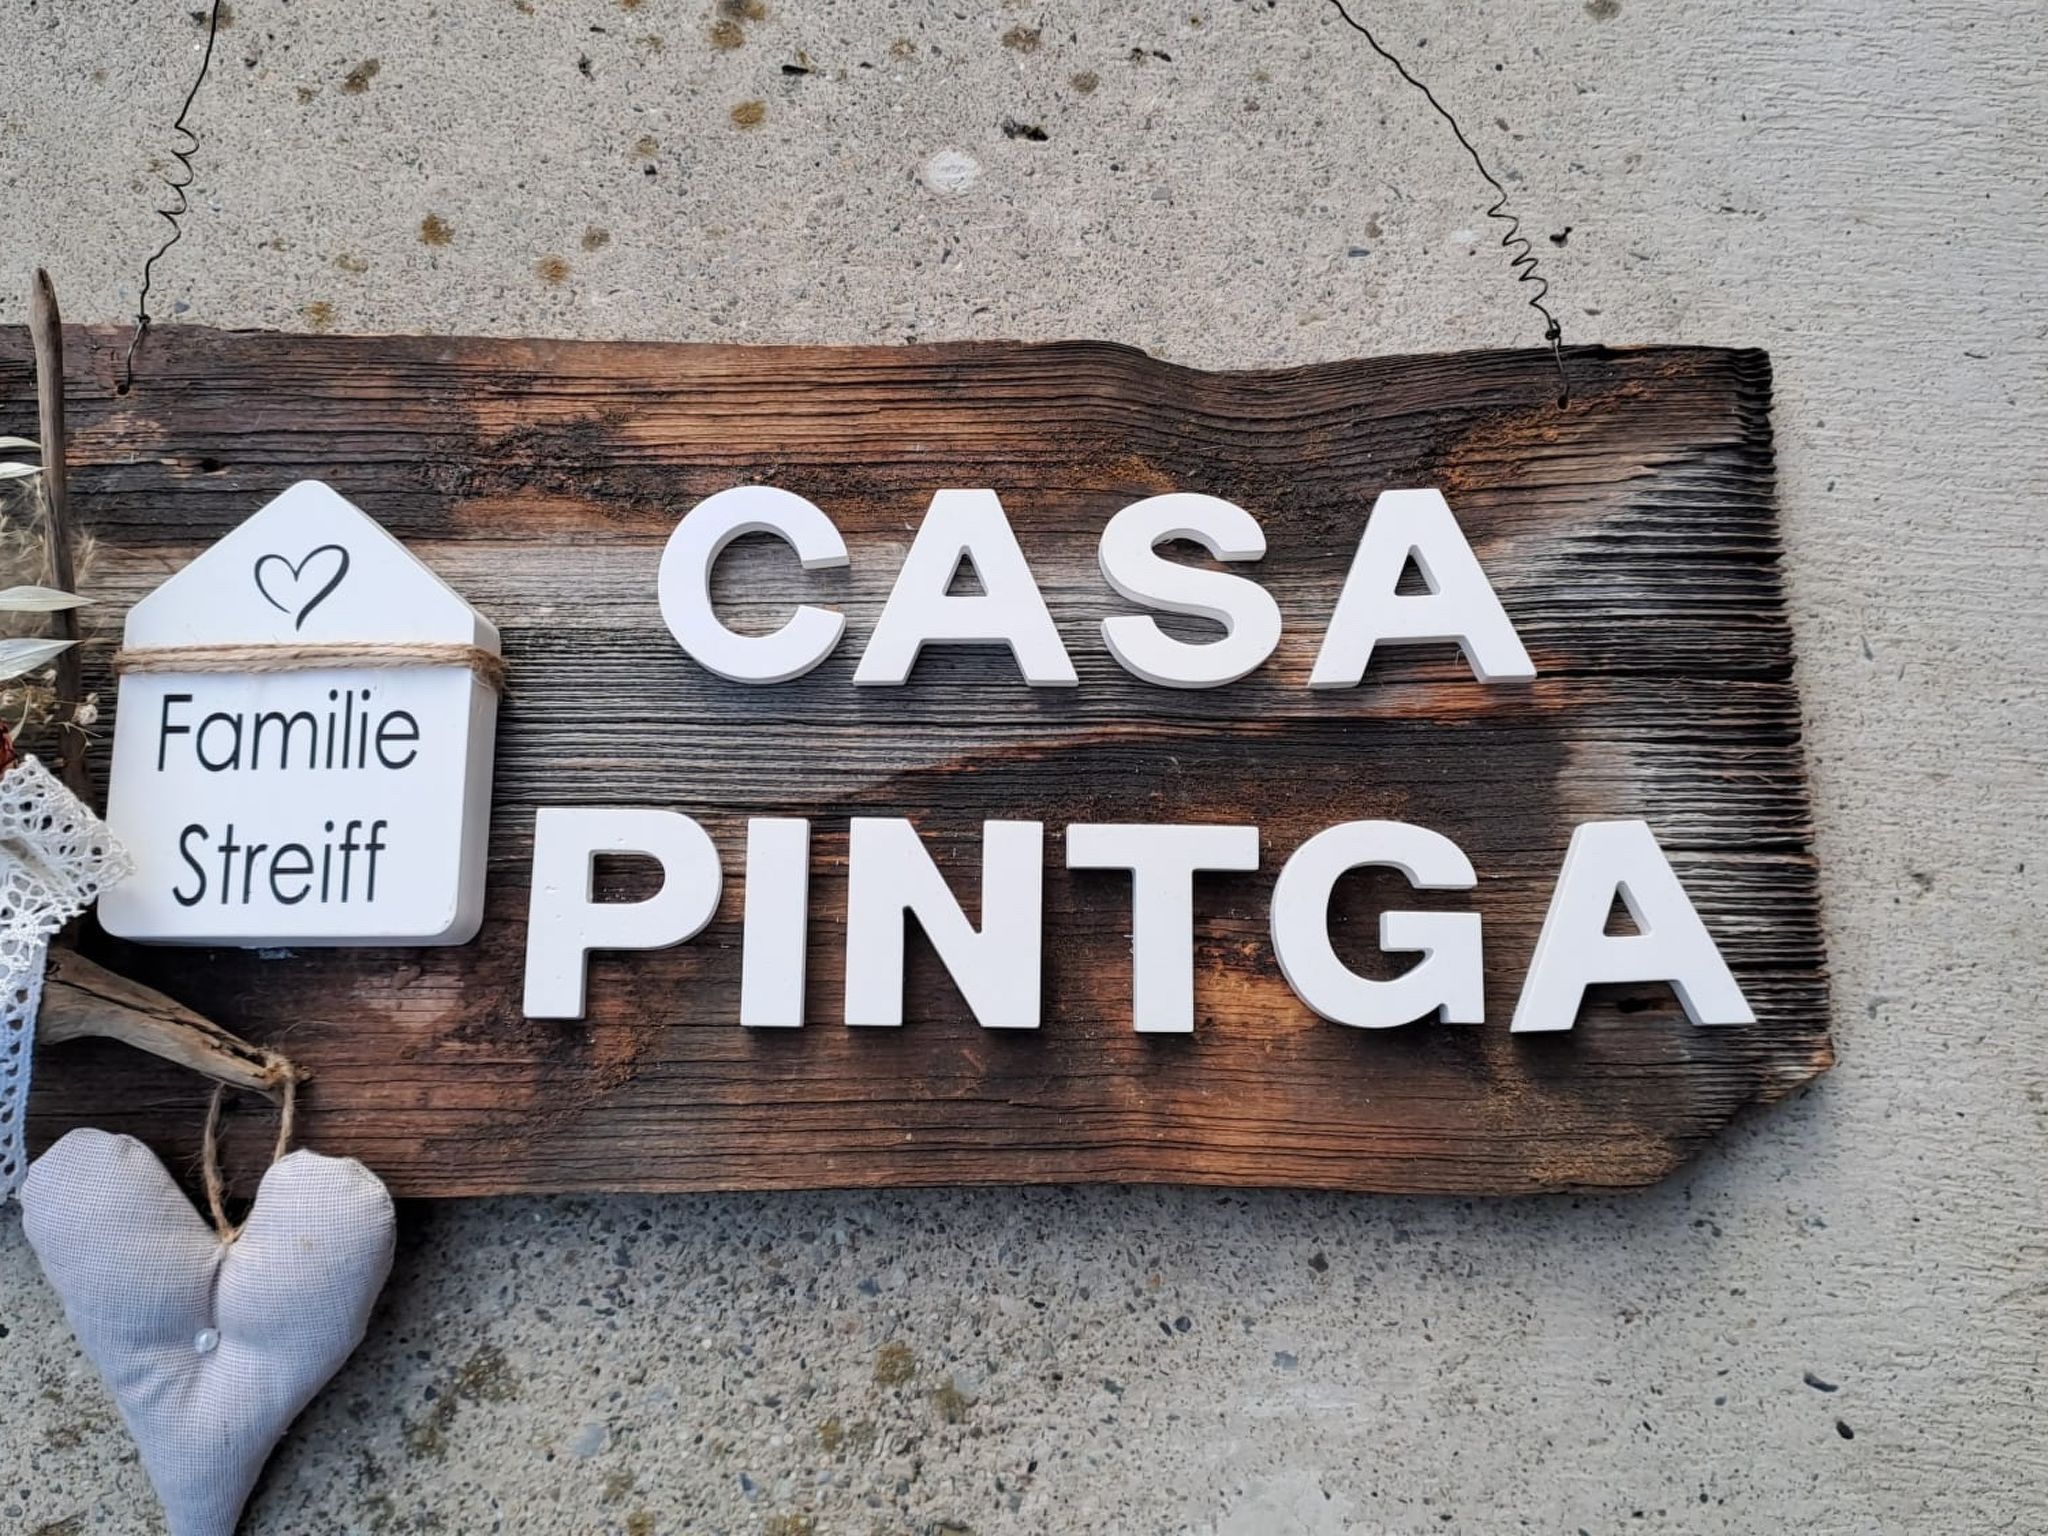 Familie
Streiff
CASA
PINTGA